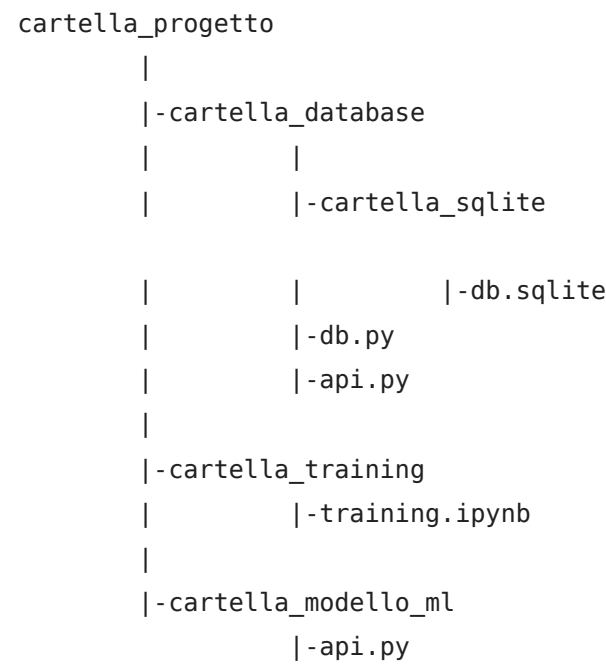 cartella_progetto
|
|-cartella_database
| |
| |-cartella_sqlite
| | |-db.sqlite
| |-db.py
| |-api.py
|
|-cartella_training
| |-training.ipynb
|
|-cartella_modello_ml
|-api.py